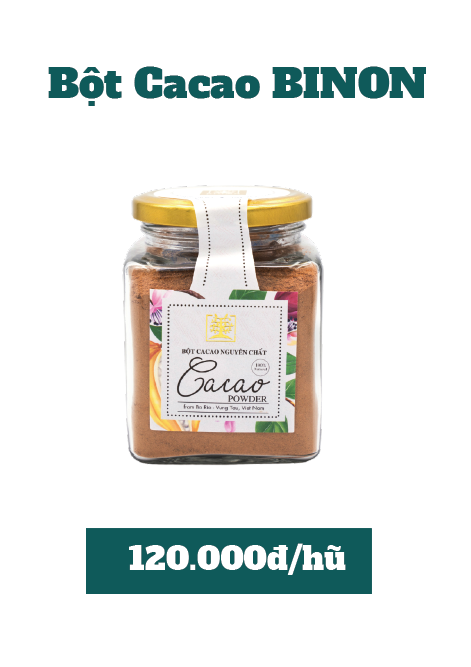 Bột Cacao BINON
BỘT CACAO NGUYÊN CHẤT
100%
Cacao
POWDER
from Ba Ria - Vung Tau, Viet Nam
120.000đ/hũ